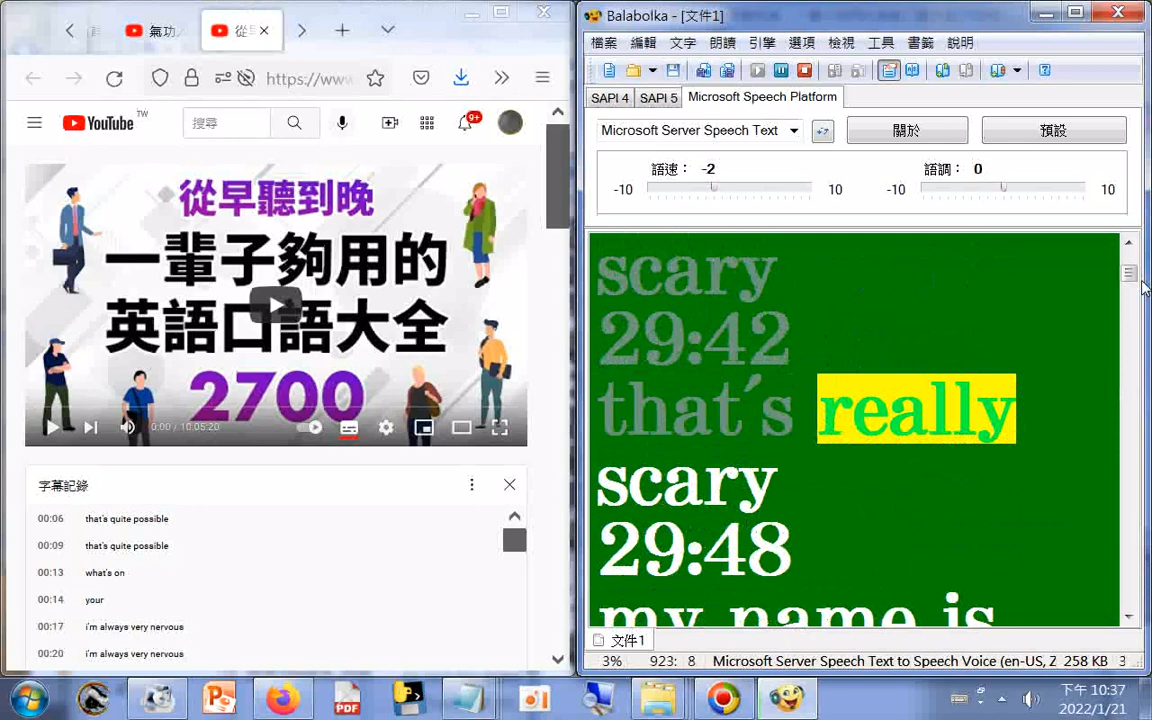 氣功
從
https://www
YouTube TW
搜尋
9+
從早聽到晚
一輩子夠用的
英語口語大全
2700
0:00 / 10:05:20
字幕記錄
00:06 that's quite possible
00:09 that's quite possible
00:13 what's on
00:14 your
00:17 i'm always very nervous
00:20 i'm always very nervous
Balabolka - [文件1]
檔案 編輯 文字 朗讀 引擎 選項 檢視 工具 書籤 說明
SAPI 4 SAPI 5 Microsoft Speech Platform
Microsoft Server Speech Text 關於 預設
語速： -2 語調： 0
-10 10 -10 10
scary
29:42
that's really
scary
29:48
my name is
文件1
3% 923: 8 Microsoft Server Speech Text to Speech Voice (en-US, Z 258 KB 3
PDF
下午 10:37
2022/1/21